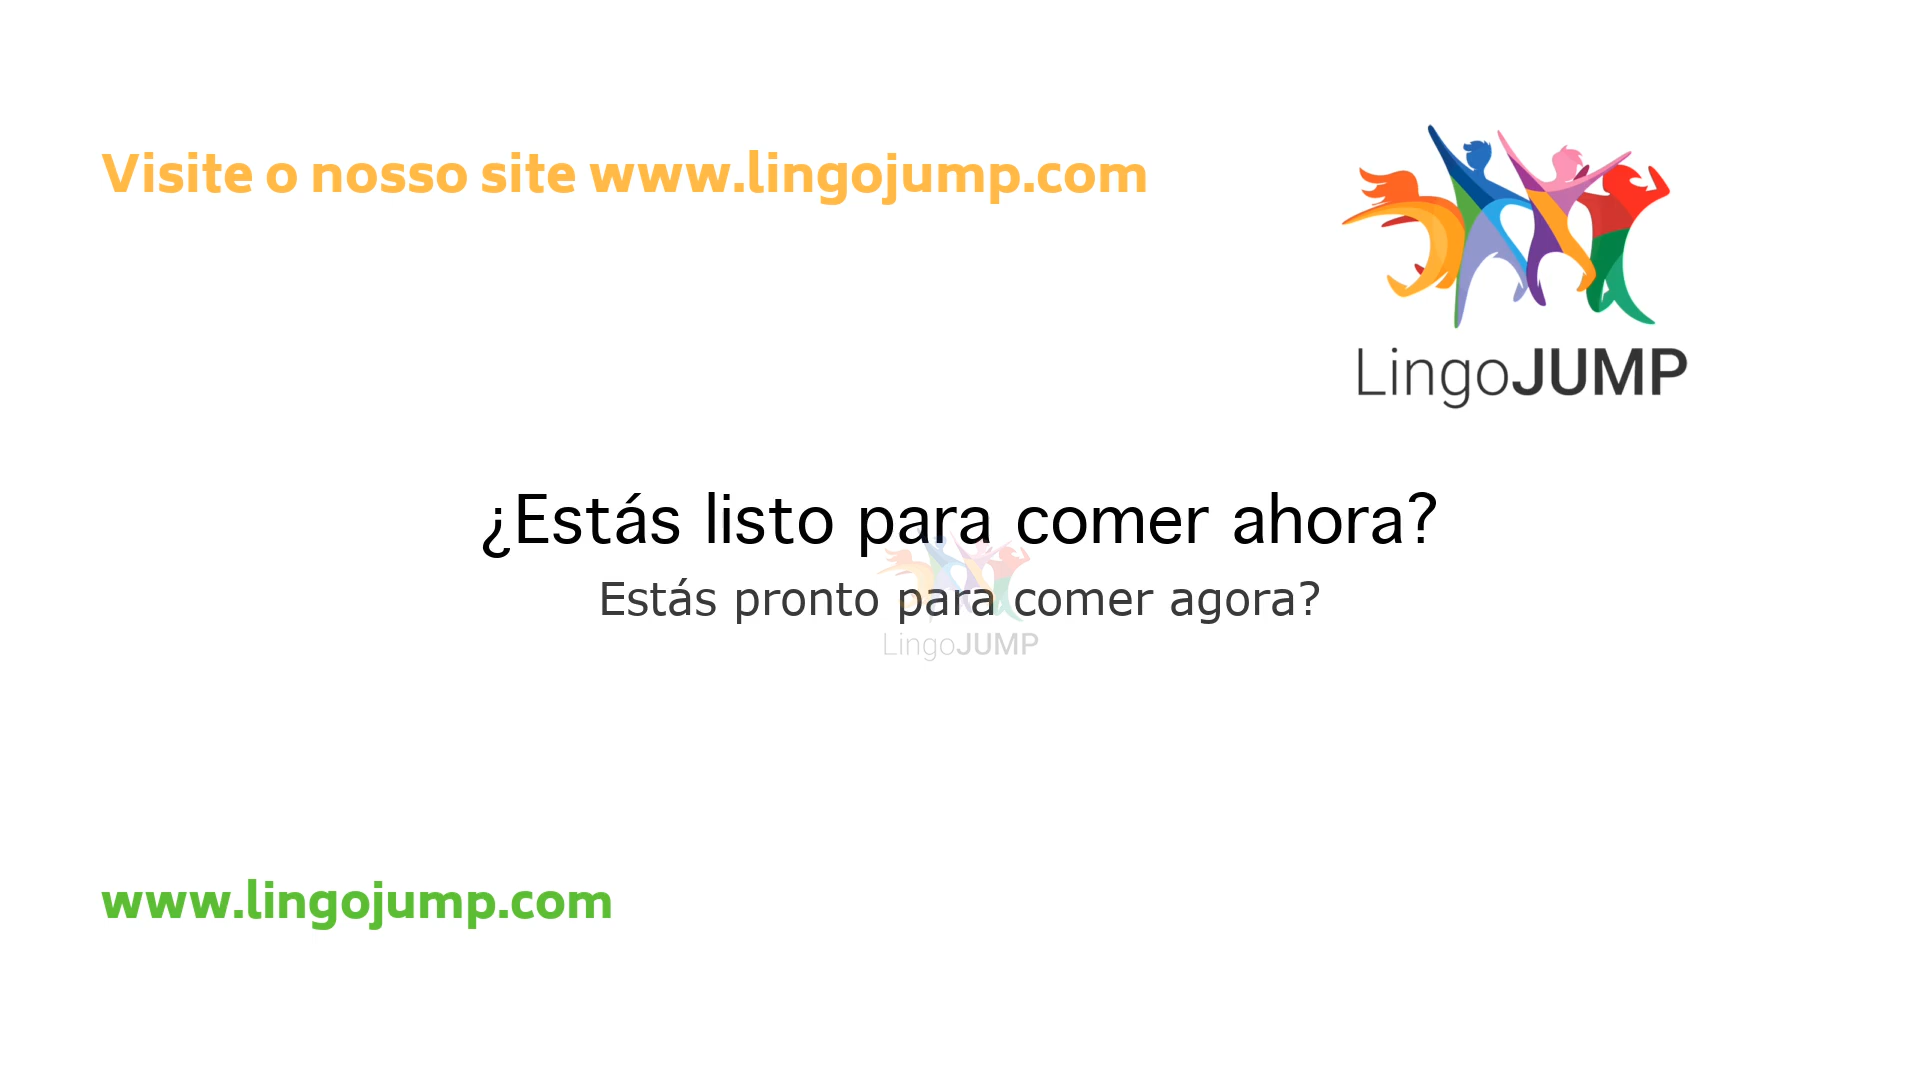 Visite o nosso site www.lingojump.com
LingoJUMP
¿Estás listo para comer ahora?
Estás pronto para comer agora?
LingoJUMP
www.lingojump.com